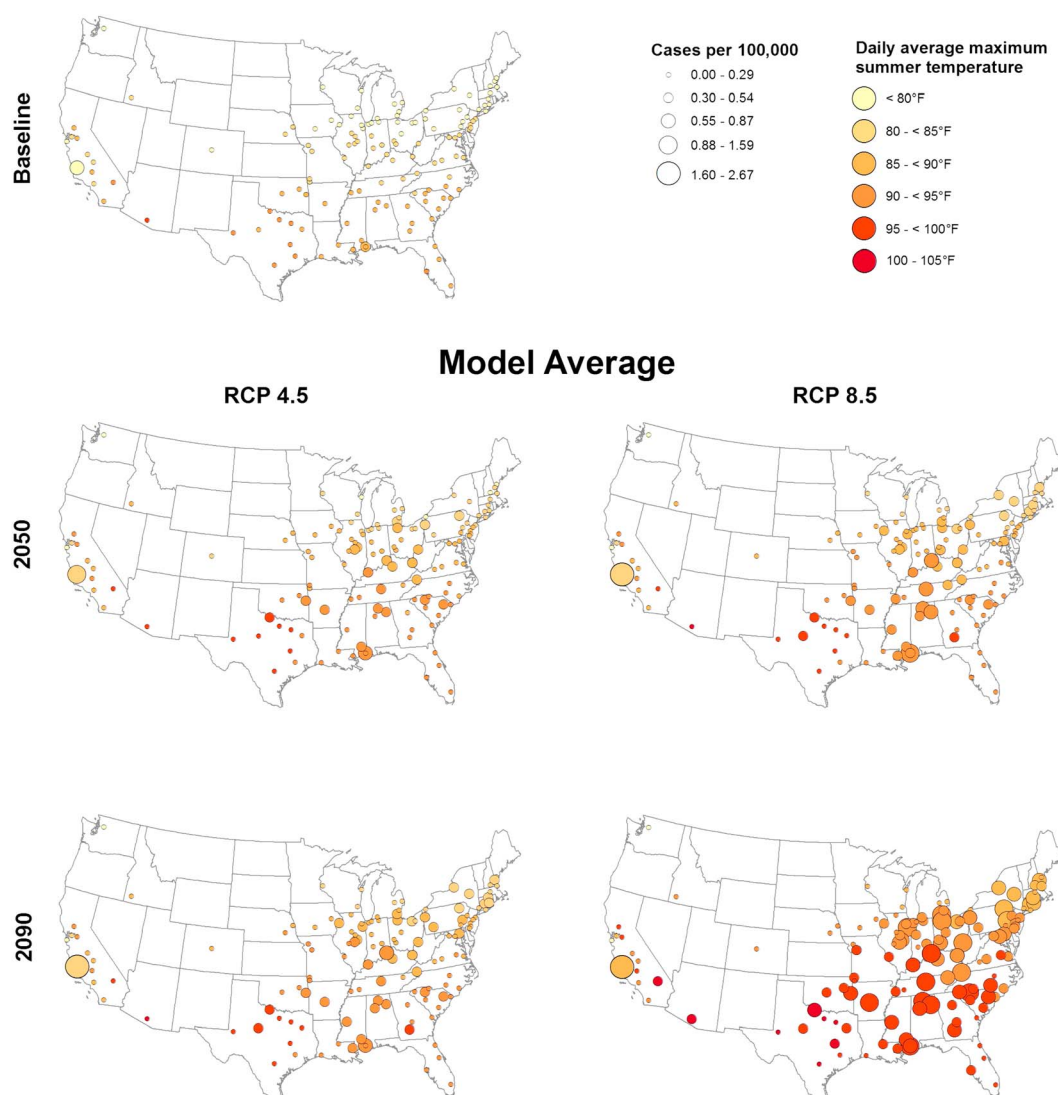 Baseline
Cases per 100,000
0.00 - 0.29
0.30 - 0.54
0.55 - 0.87
0.88 - 1.59
1.60 - 2.67
Daily average maximum
summer temperature
< 80°F
80 - < 85°F
85 - < 90°F
90 - < 95°F
95 - < 100°F
100 - 105°F
Model Average
RCP 4.5
RCP 8.5
2050
2090